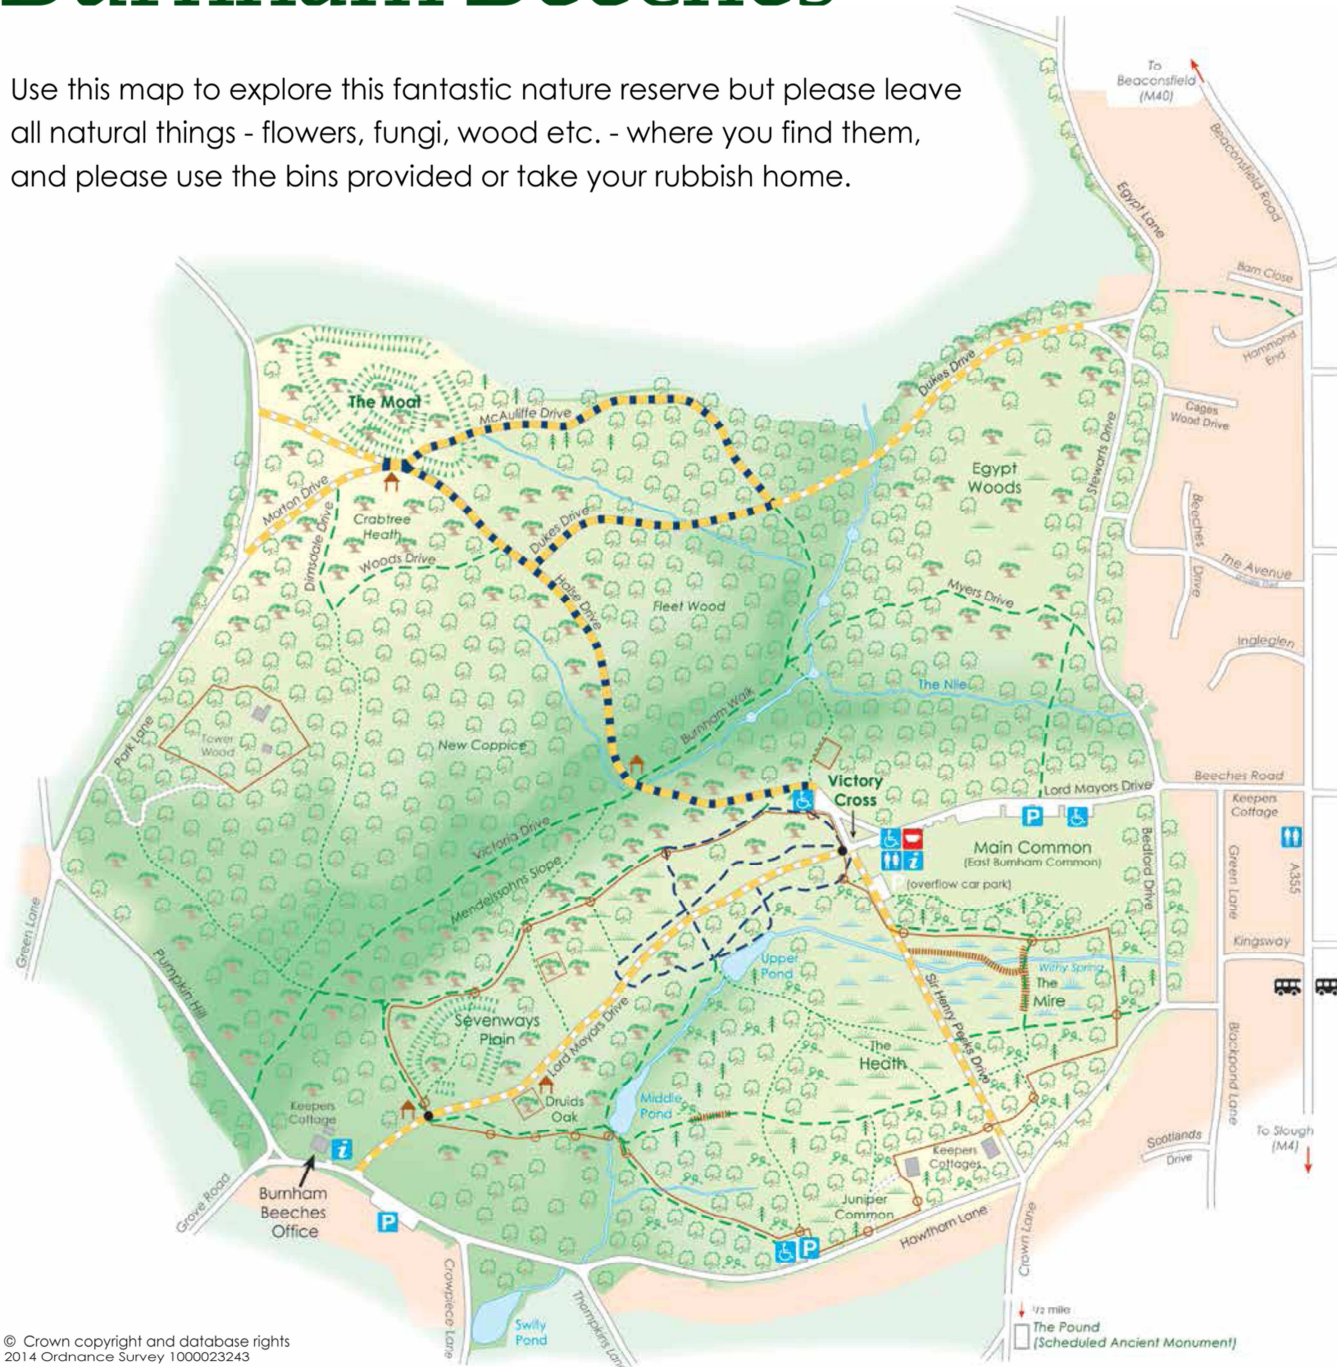 Burnham Beeches
Use this map to explore this fantastic nature reserve but please leave
all natural things - flowers, fungi, wood etc. - where you find them,
and please use the bins provided or take your rubbish home.
To
Beaconsfield
(M40)
Beaconsfield Road
Egypt Lane
Barn Close
Hammond
End
Dukes Drive
The Moat
McAuliffe Drive
Cages
Wood Drive
Stewarts Drive
Egypt
Woods
Morton Drive
Crabtree
Heath
Dukes Drive
Beeches
Drive
Dimsdale Drive
Woods Drive
The Avenue
Halse Drive
Myers Drive
Fleet Wood
Ingleglen
The Nile
Burnham Walk
Park Lane
Tower
Wood
New Coppice
Victory
Cross
Lord Mayors Drive
Beeches Road
Keepers
Cottage
P
Victoria Drive
Main Common
(East Burnham Common)
Bedford Drive
Green Lane
A355
i
Mendelssohns Slope
P
(overflow car park)
Green Lane
Kingsway
Pumpkin Hill
Upper
Pond
Withy Spring
The
Mire
Sir Henry Peeks Drive
Sevenways
Plain
Lord Mayors Drive
The
Heath
Blackpond Lane
Keepers
Cottage
Druids
Oak
Middle
Pond
i
To Slough
(M4)
Scotlands
Drive
Keepers
Cottages
Grove Road
Burnham
Beeches
Office
P
Juniper
Common
Hawthorn Lane
Crown Lane
P
Crowpiece Lane
Thompkins Lane
Swilly
Pond
1/2 mile
The Pound
(Scheduled Ancient Monument)
© Crown copyright and database rights
2014 Ordnance Survey 1000023243